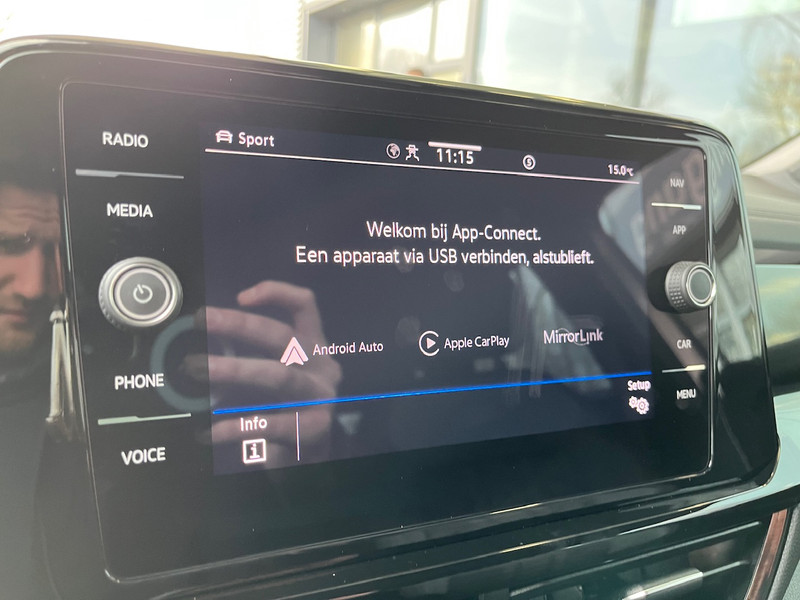 RADIO
MEDIA
PHONE
VOICE
Sport
11:15
S
15.0°C
Welkom bij App-Connect.
Een apparaat via USB verbinden, alstublieft.
Android Auto
Apple CarPlay
MirrorLink
Info
i
Setup
NAV
APP
CAR
MENU